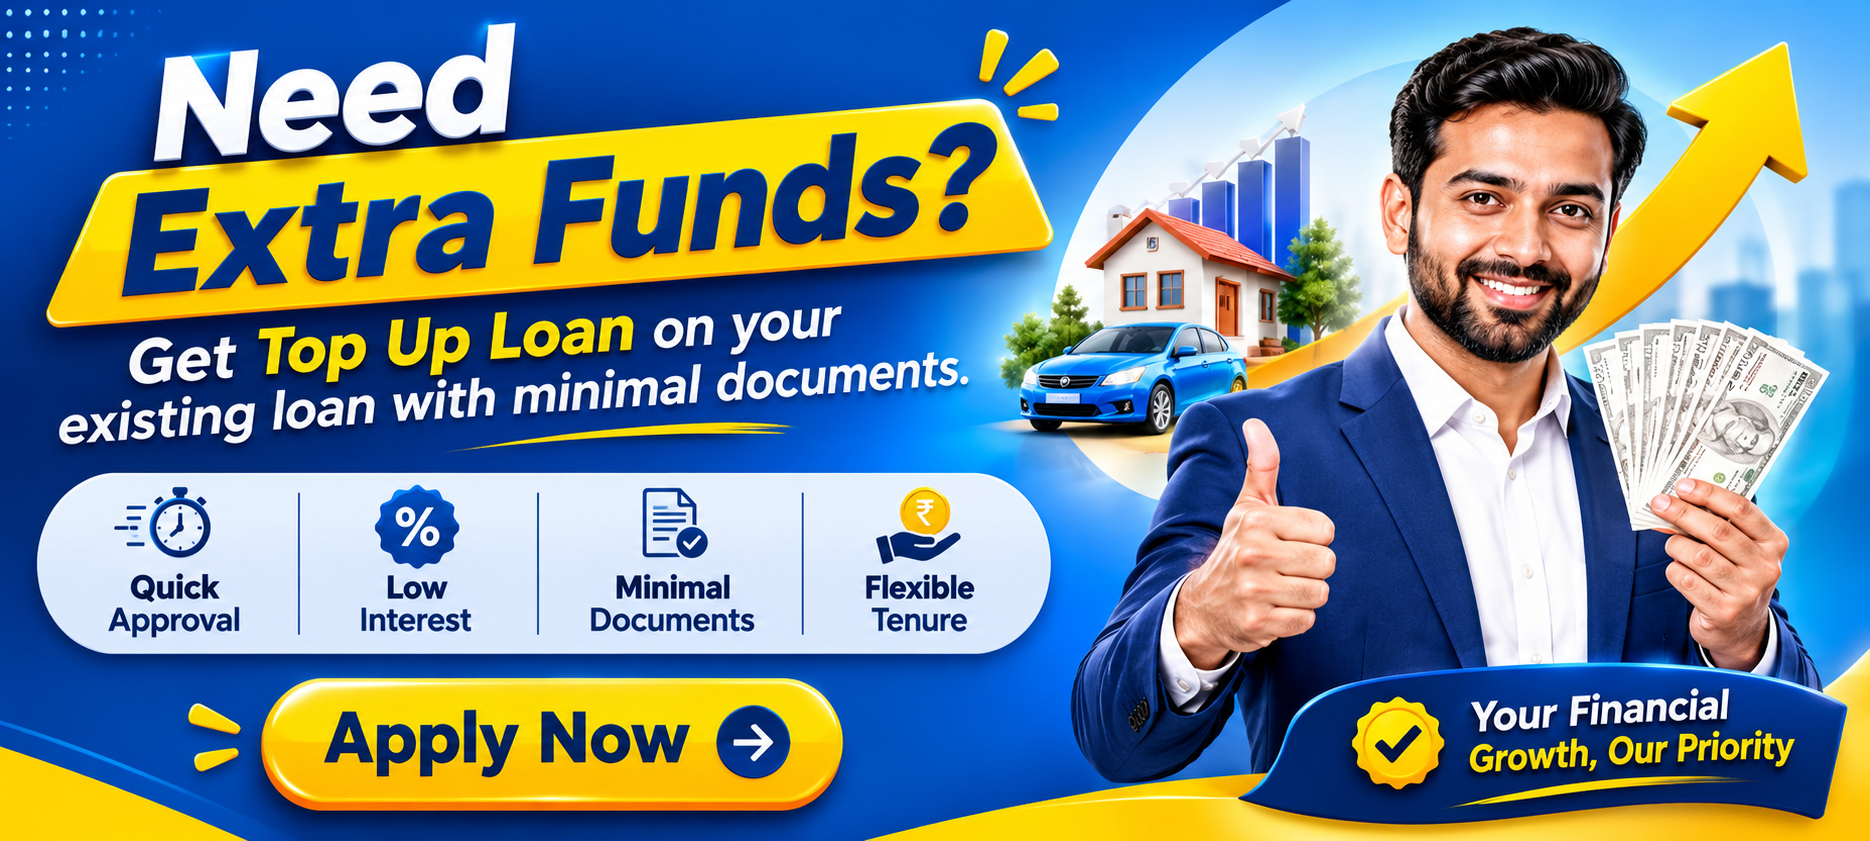 Need
Extra Funds?
Get Top Up Loan on your
existing loan with minimal documents.
Quick
Approval
%
Low
Interest
Minimal
Documents
₹
Flexible
Tenure
Apply Now
Your Financial
Growth, Our Priority